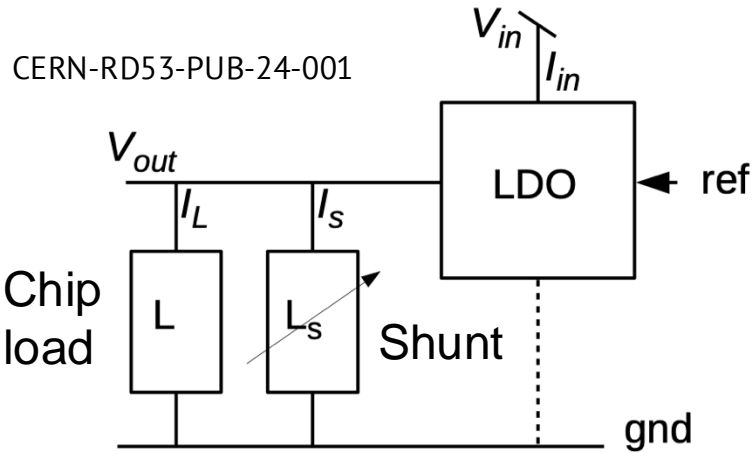 V_in
CERN-RD53-PUB-24-001
I_in
V_out
LDO
ref
I_L
I_s
Chip
load
L
L_s
Shunt
gnd